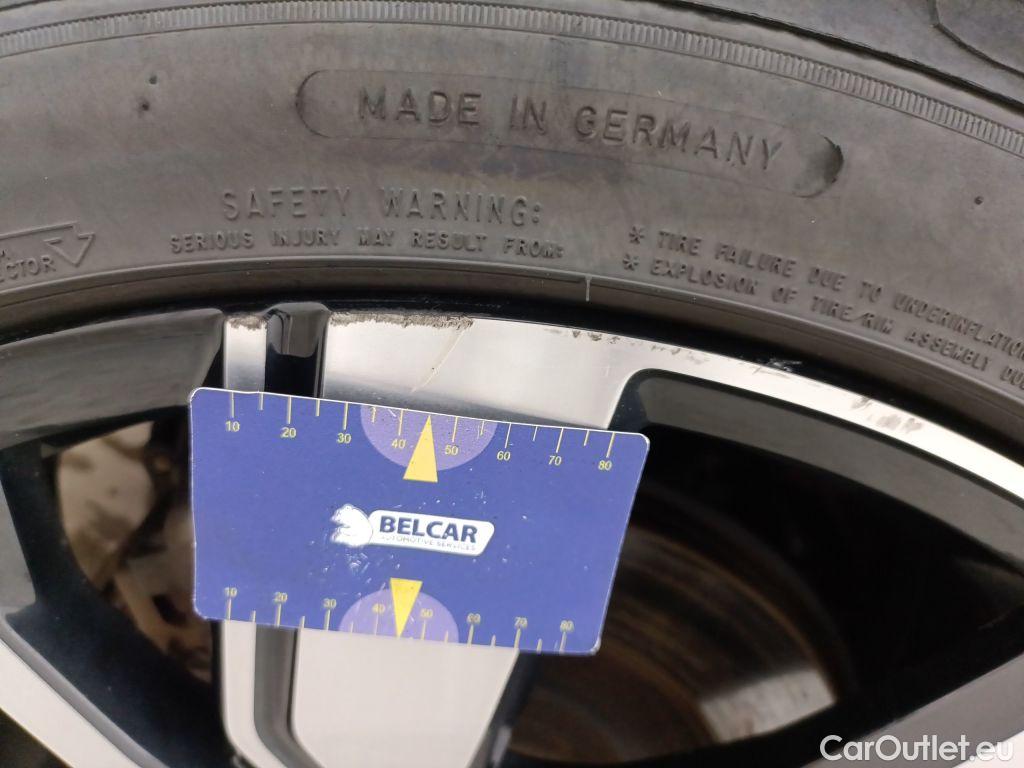 MADE IN GERMANY
SAFETY WARNING:
SERIOUS INJURY MAY RESULT FROM:
* TIRE FAILURE DUE TO UNDERINFLATION
* EXPLOSION OF TIRE/RIM ASSEMBLY DUE
10 20 30 40 50 60 70 80
BELCAR
AUTOMOTIVE SERVICES
10 20 30 40 50 60 70 80
CarOutlet.eu